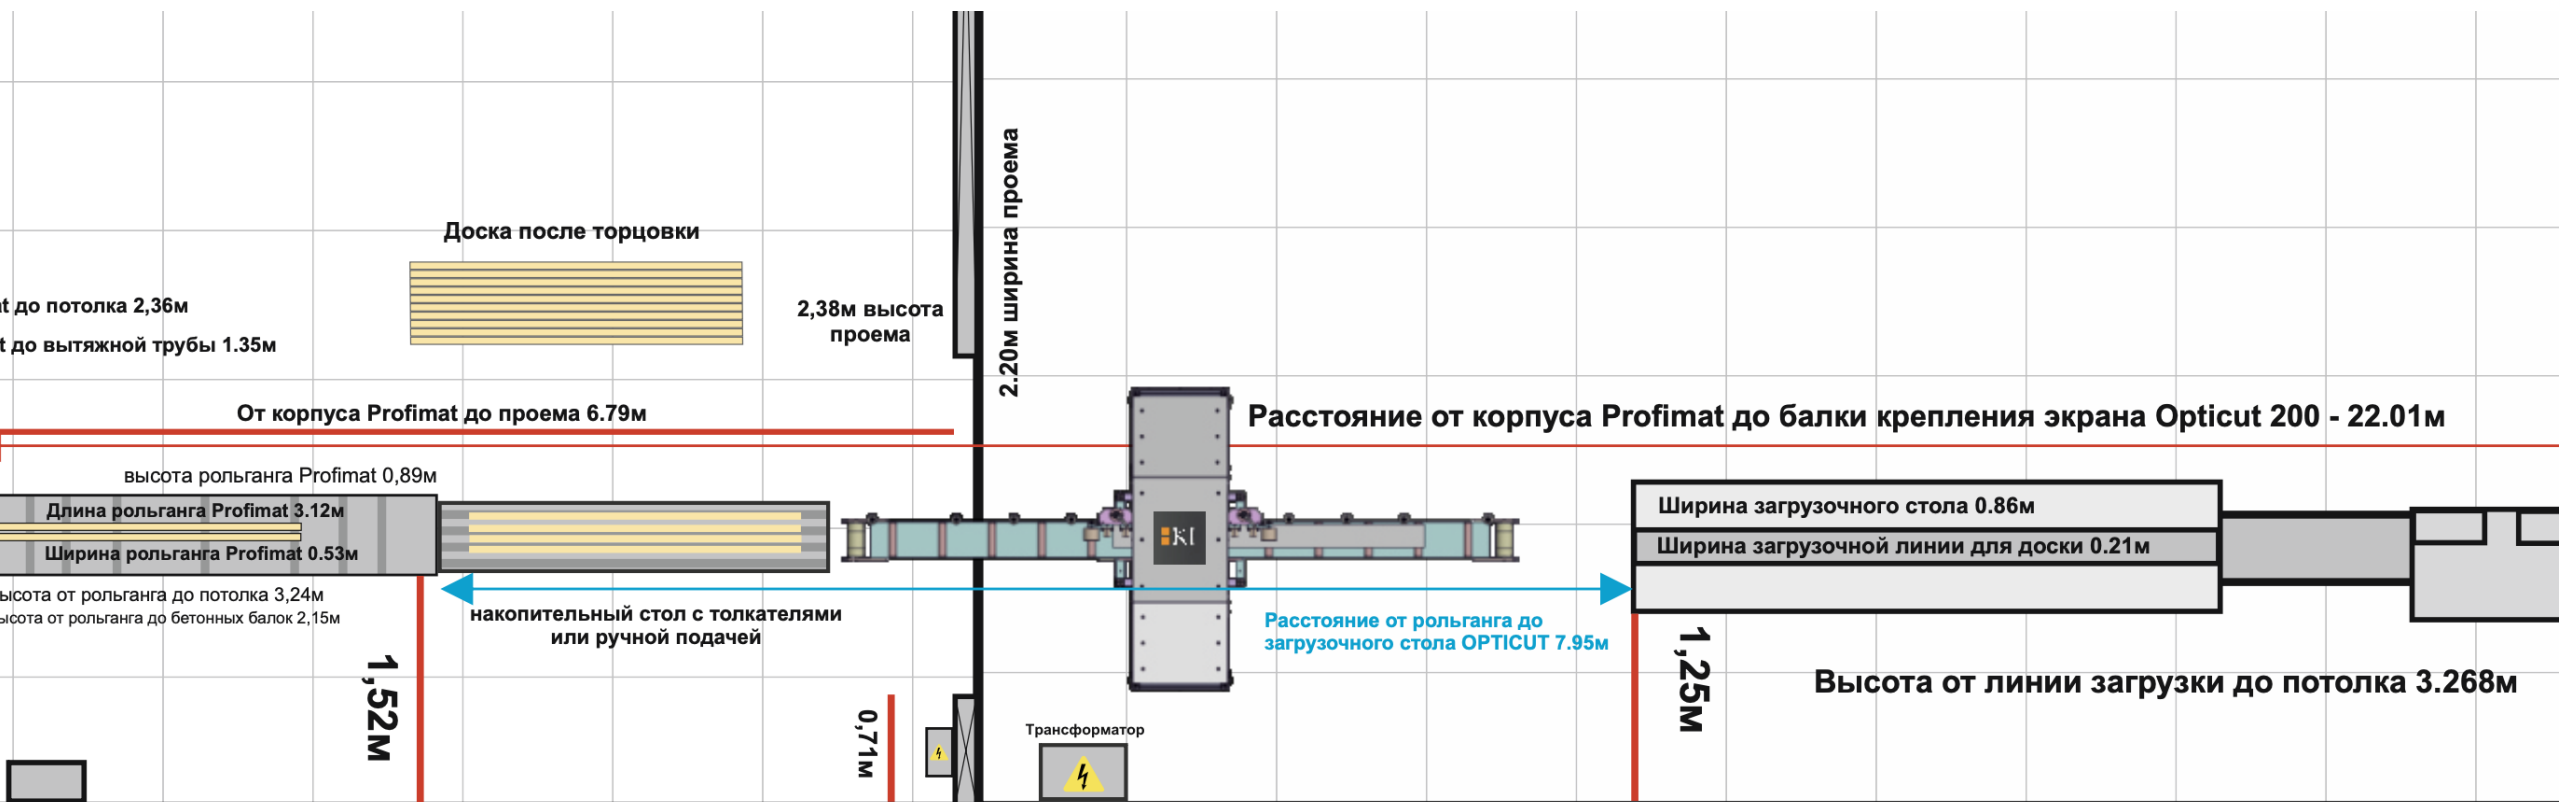 2.20м ширина проема
Доска после торцовки
2,38м высота
проема
t до потолка 2,36м
t до вытяжной трубы 1.35м
От корпуса Profimat до проема 6.79м
Расстояние от корпуса Profimat до балки крепления экрана Opticut 200 - 22.01м
высота рольганга Profimat 0,89м
Длина рольганга Profimat 3.12м
Ширина рольганга Profimat 0.53м
Ширина загрузочного стола 0.86м
Ширина загрузочной линии для доски 0.21м
ысота от рольганга до потолка 3,24м
ысота от рольганга до бетонных балок 2,15м
накопительный стол с толкателями
или ручной подачей
Расстояние от рольганга до
загрузочного стола OPTICUT 7.95м
1,52м
1,25м
Высота от линии загрузки до потолка 3.268м
0,71м
Трансформатор